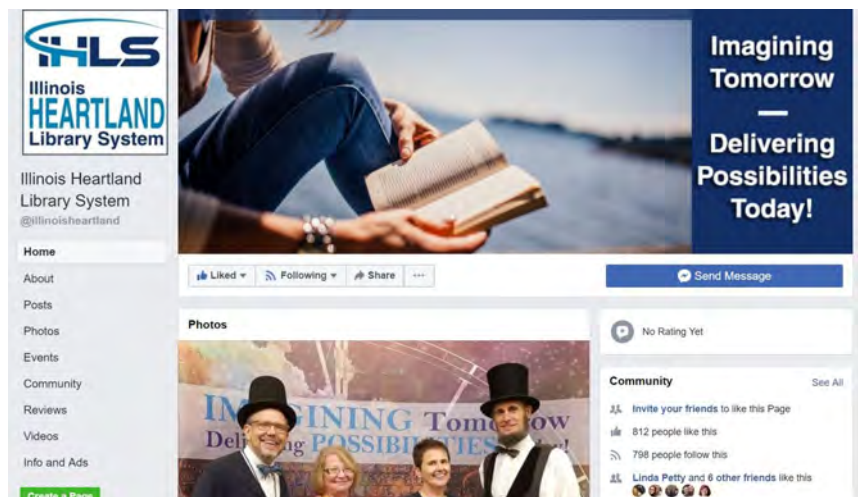 IHLS
Illinois
HEARTLAND
Library System
Illinois Heartland
Library System
@illinoisheartland
Home
About
Posts
Photos
Events
Community
Reviews
Videos
Info and Ads
Create a Page
Imagining
Tomorrow
—
Delivering
Possibilities
Today!
Liked
Following
Share
...
Send Message
Photos
IMAGINING Tomorrow
Delivering POSSIBILITIES Today!
No Rating Yet
Community
See All
Invite your friends to like this Page
812 people like this
798 people follow this
Linda Petty and 6 other friends like this